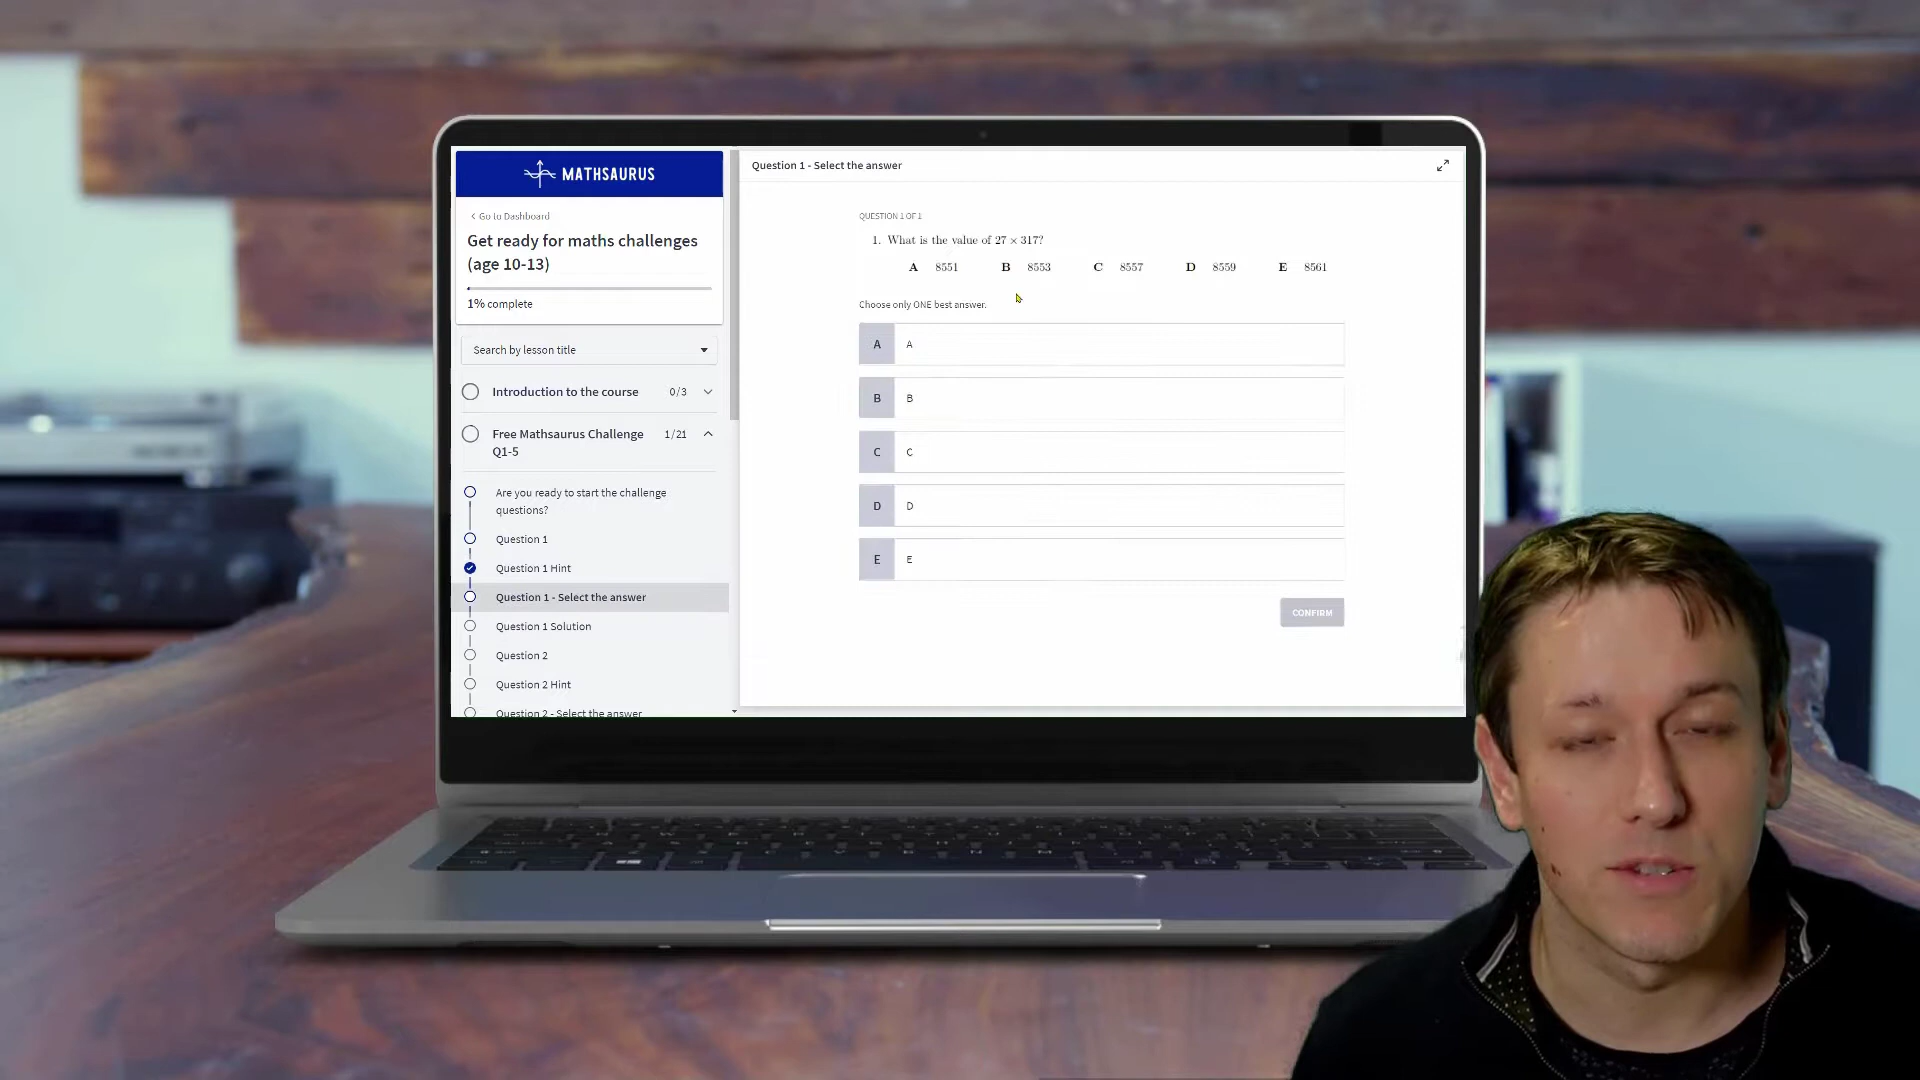 MATHSAURUS
Go to Dashboard
Get ready for maths challenges
(age 10-13)
1% complete
Search by lesson title
Introduction to the course 0/3
Free Mathsaurus Challenge 1/21
Q1-5
Are you ready to start the challenge
questions?
Question 1
Question 1 Hint
Question 1 - Select the answer
Question 1 Solution
Question 2
Question 2 Hint
Question 2 - Select the answer
Question 1 - Select the answer
QUESTION 1 OF 1
1. What is the value of 27 × 317?
A 8551 B 8553 C 8557 D 8559 E 8561
Choose only ONE best answer.
A A
B B
C C
D D
E E
CONFIRM